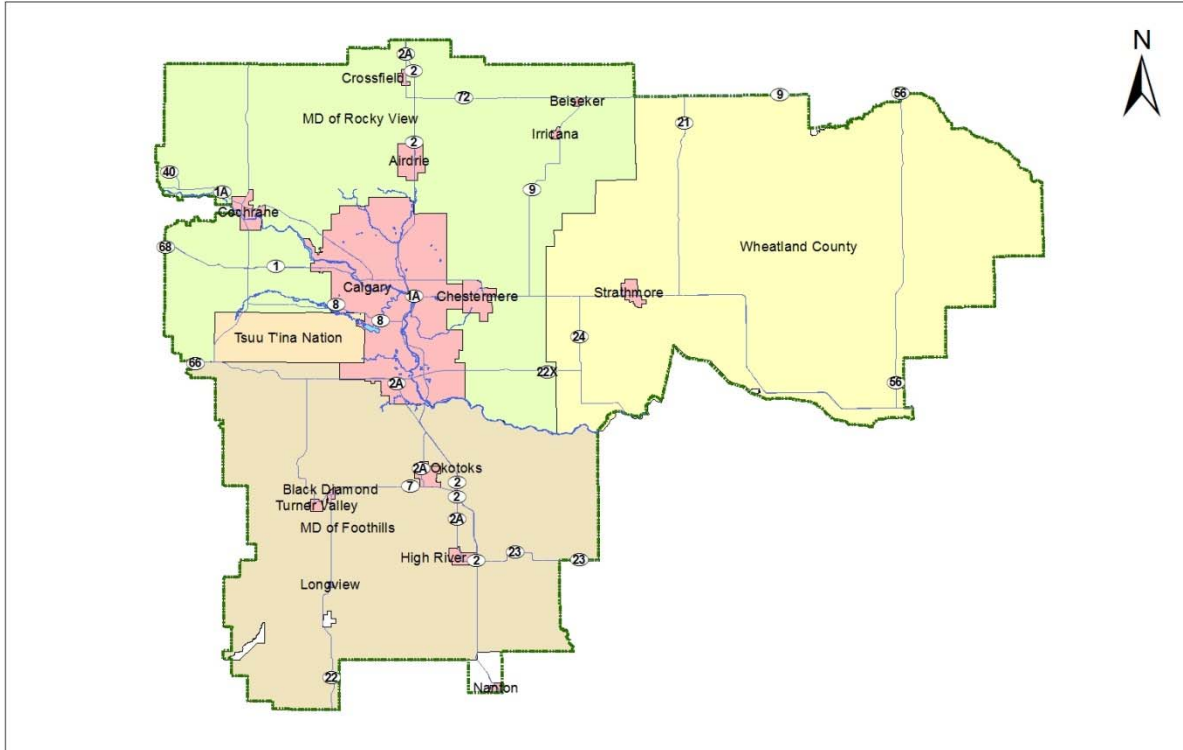 N
2A
2
Crossfield
72
Beiseker
9
56
MD of Rocky View
21
Irricana
2
Airdrie
40
1A
9
Cochrane
68
Wheatland County
1
Calgary
1A
Chestermere
Strathmore
8
8
Tsuu T'ina Nation
24
66
22X
2A
56
2A
Okotoks
7
2
Black Diamond
2
Turner Valley
2A
MD of Foothills
High River
2
23
23
Longview
22
Nanton